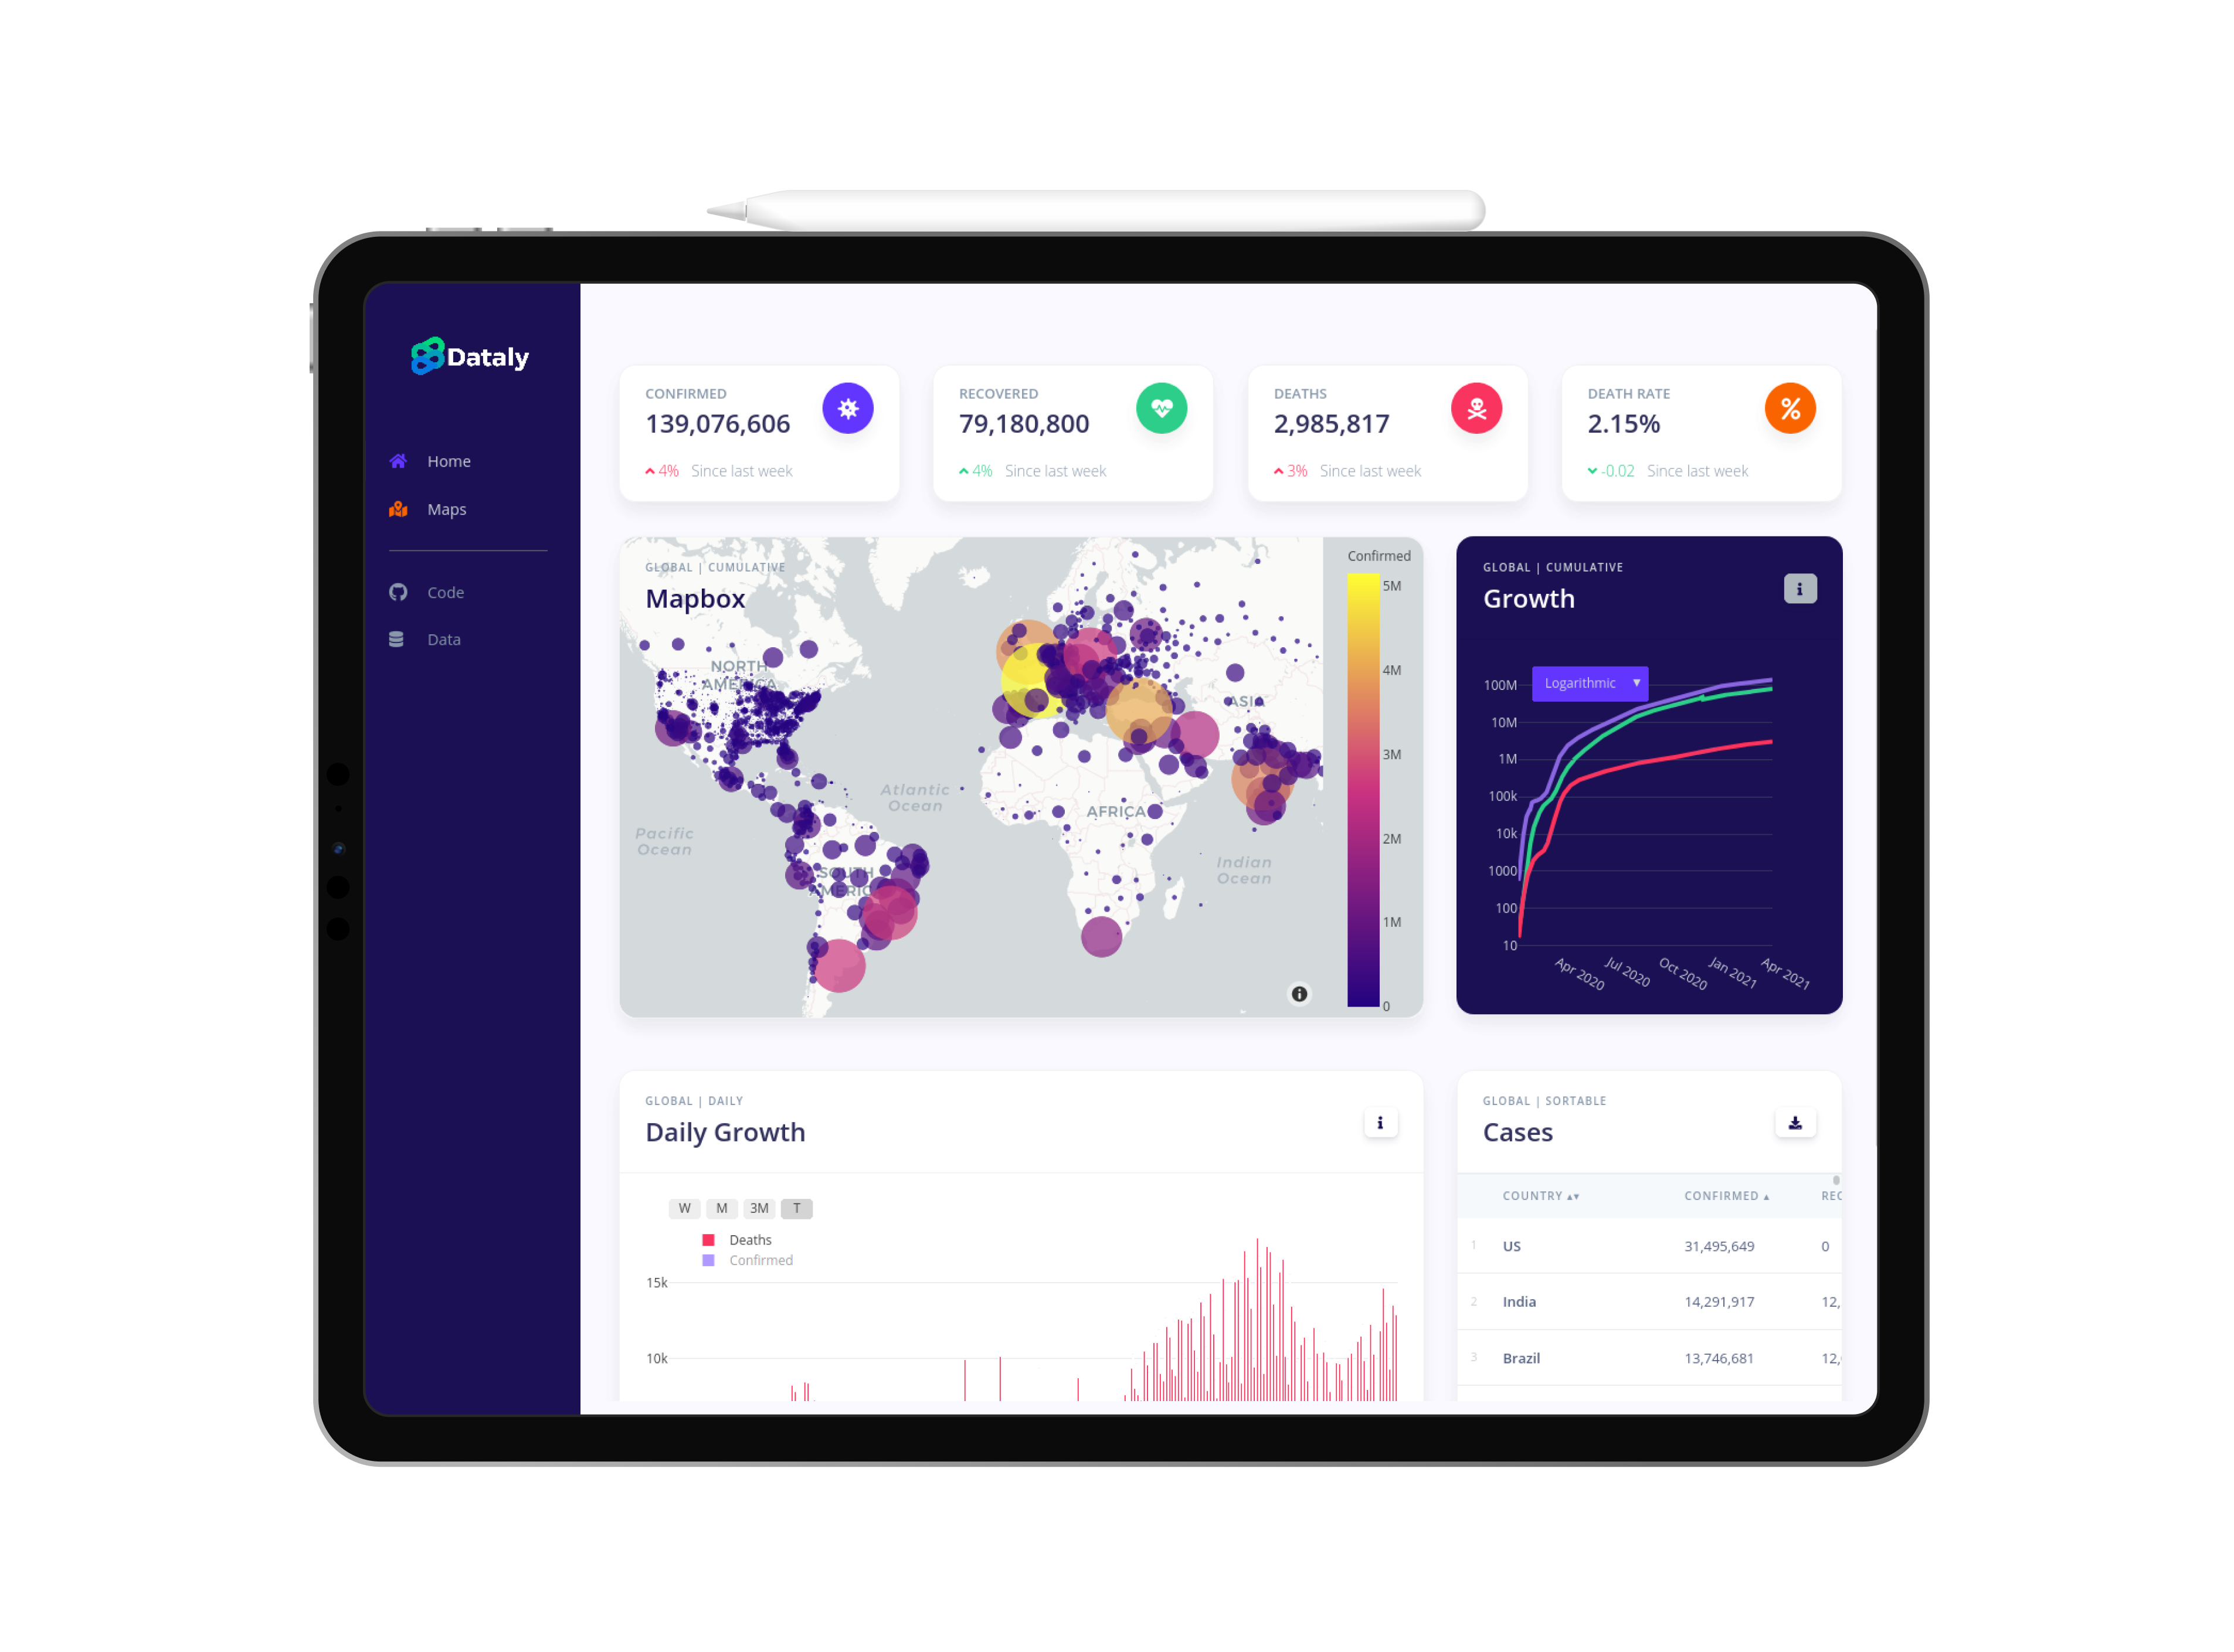 Dataly
Home
Maps
Code
Data
CONFIRMED
139,076,606
4% Since last week
RECOVERED
79,180,800
4% Since last week
DEATHS
2,985,817
3% Since last week
DEATH RATE
2.15%
-0.02 Since last week
GLOBAL | CUMULATIVE
Mapbox
NORTH
AMERICA
Atlantic
Ocean
Pacific
Ocean
SOUTH
AMERIC
AFRICA
ASIA
Indian
Ocean
Confirmed
5M
4M
3M
2M
1M
0
GLOBAL | CUMULATIVE
Growth
i
Logarithmic ▼
100M
10M
1M
100k
10k
1000
100
10
Apr 2020
Jul 2020
Oct 2020
Jan 2021
Apr 2021
GLOBAL | DAILY
Daily Growth
i
W M 3M T
Deaths
Confirmed
15k
10k
GLOBAL | SORTABLE
Cases
COUNTRY ▲▼ CONFIRMED ▲ REC
1 US 31,495,649 0
2 India 14,291,917 12,
3 Brazil 13,746,681 12,